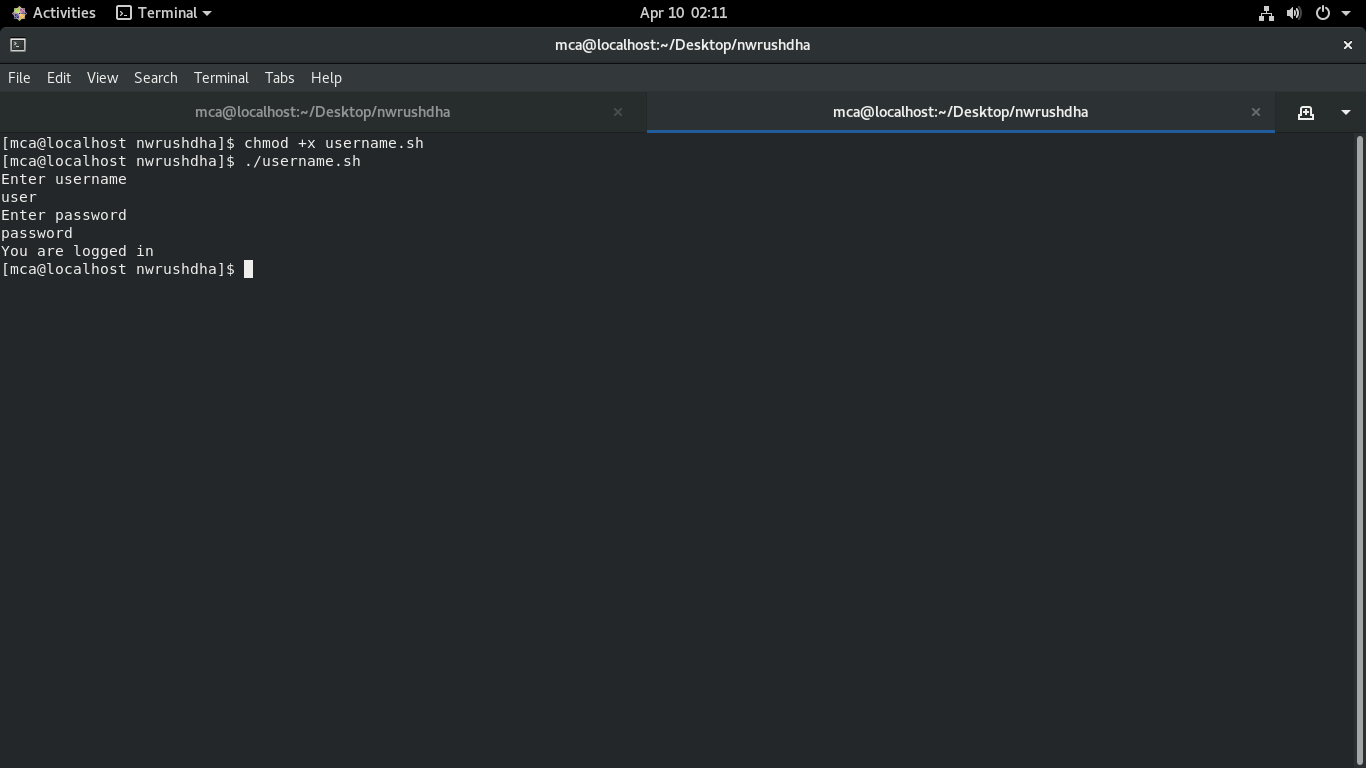 Activities Terminal Apr 10 02:11
mca@localhost:~/Desktop/nwrushdha
File Edit View Search Terminal Tabs Help
mca@localhost:~/Desktop/nwrushdha mca@localhost:~/Desktop/nwrushdha
[mca@localhost nwrushdha]$ chmod +x username.sh
[mca@localhost nwrushdha]$ ./username.sh
Enter username
user
Enter password
password
You are logged in
[mca@localhost nwrushdha]$